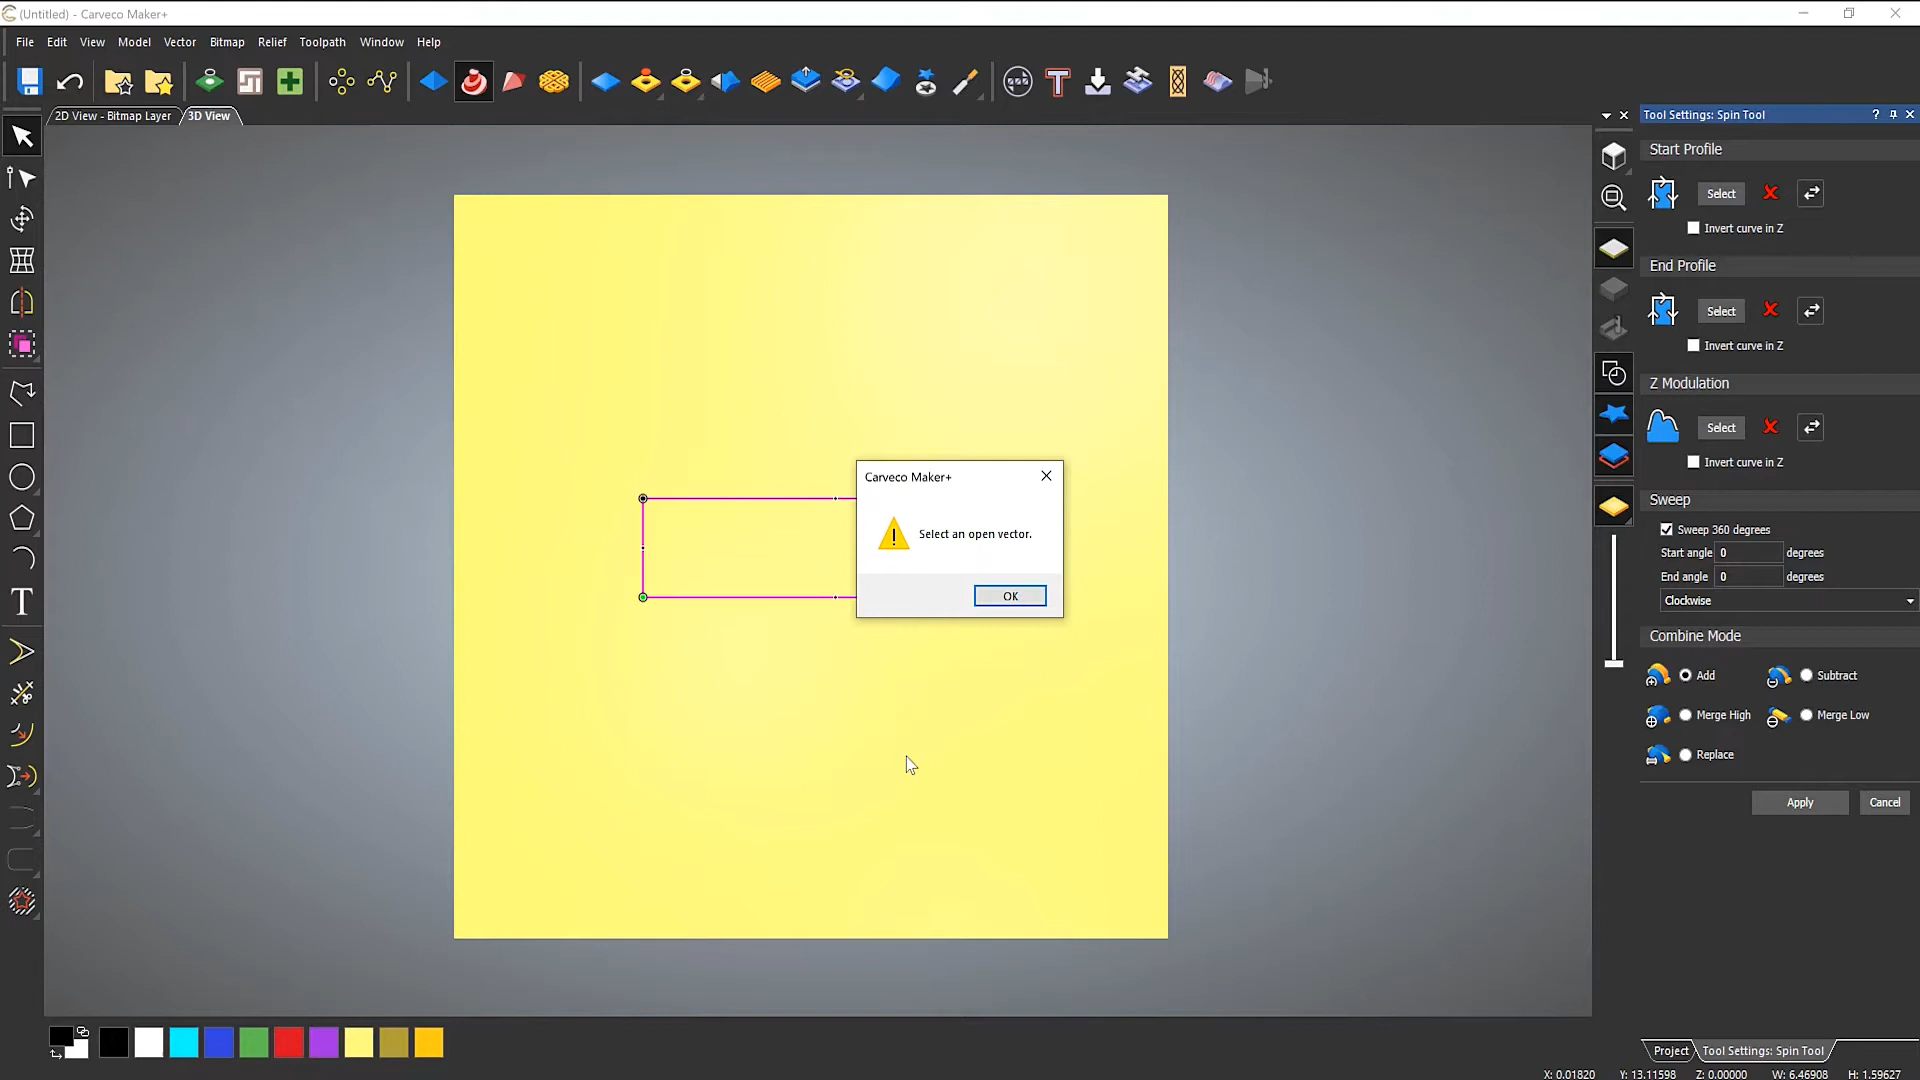 (Untitled) - Carveco Maker+
File Edit View Model Vector Bitmap Relief Toolpath Window Help
2D View - Bitmap Layer 3D View
Tool Settings: Spin Tool
Start Profile
Select
Invert curve in Z
End Profile
Select
Invert curve in Z
Z Modulation
Select
Invert curve in Z
Sweep
Sweep 360 degrees
Start angle 0 degrees
End angle 0 degrees
Clockwise
Combine Mode
Add Subtract
Merge High Merge Low
Replace
Apply Cancel
Carveco Maker+
Select an open vector.
OK
T
Project Tool Settings: Spin Tool
X: 0.01820 Y: 13.11598 Z: 0.00000 W: 6.46908 H: 1.59627